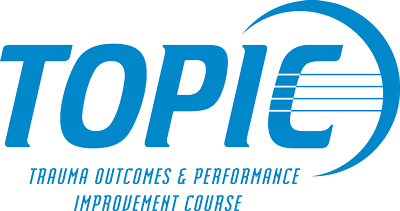 TOPIC
TRAUMA OUTCOMES & PERFORMANCE
IMPROVEMENT COURSE